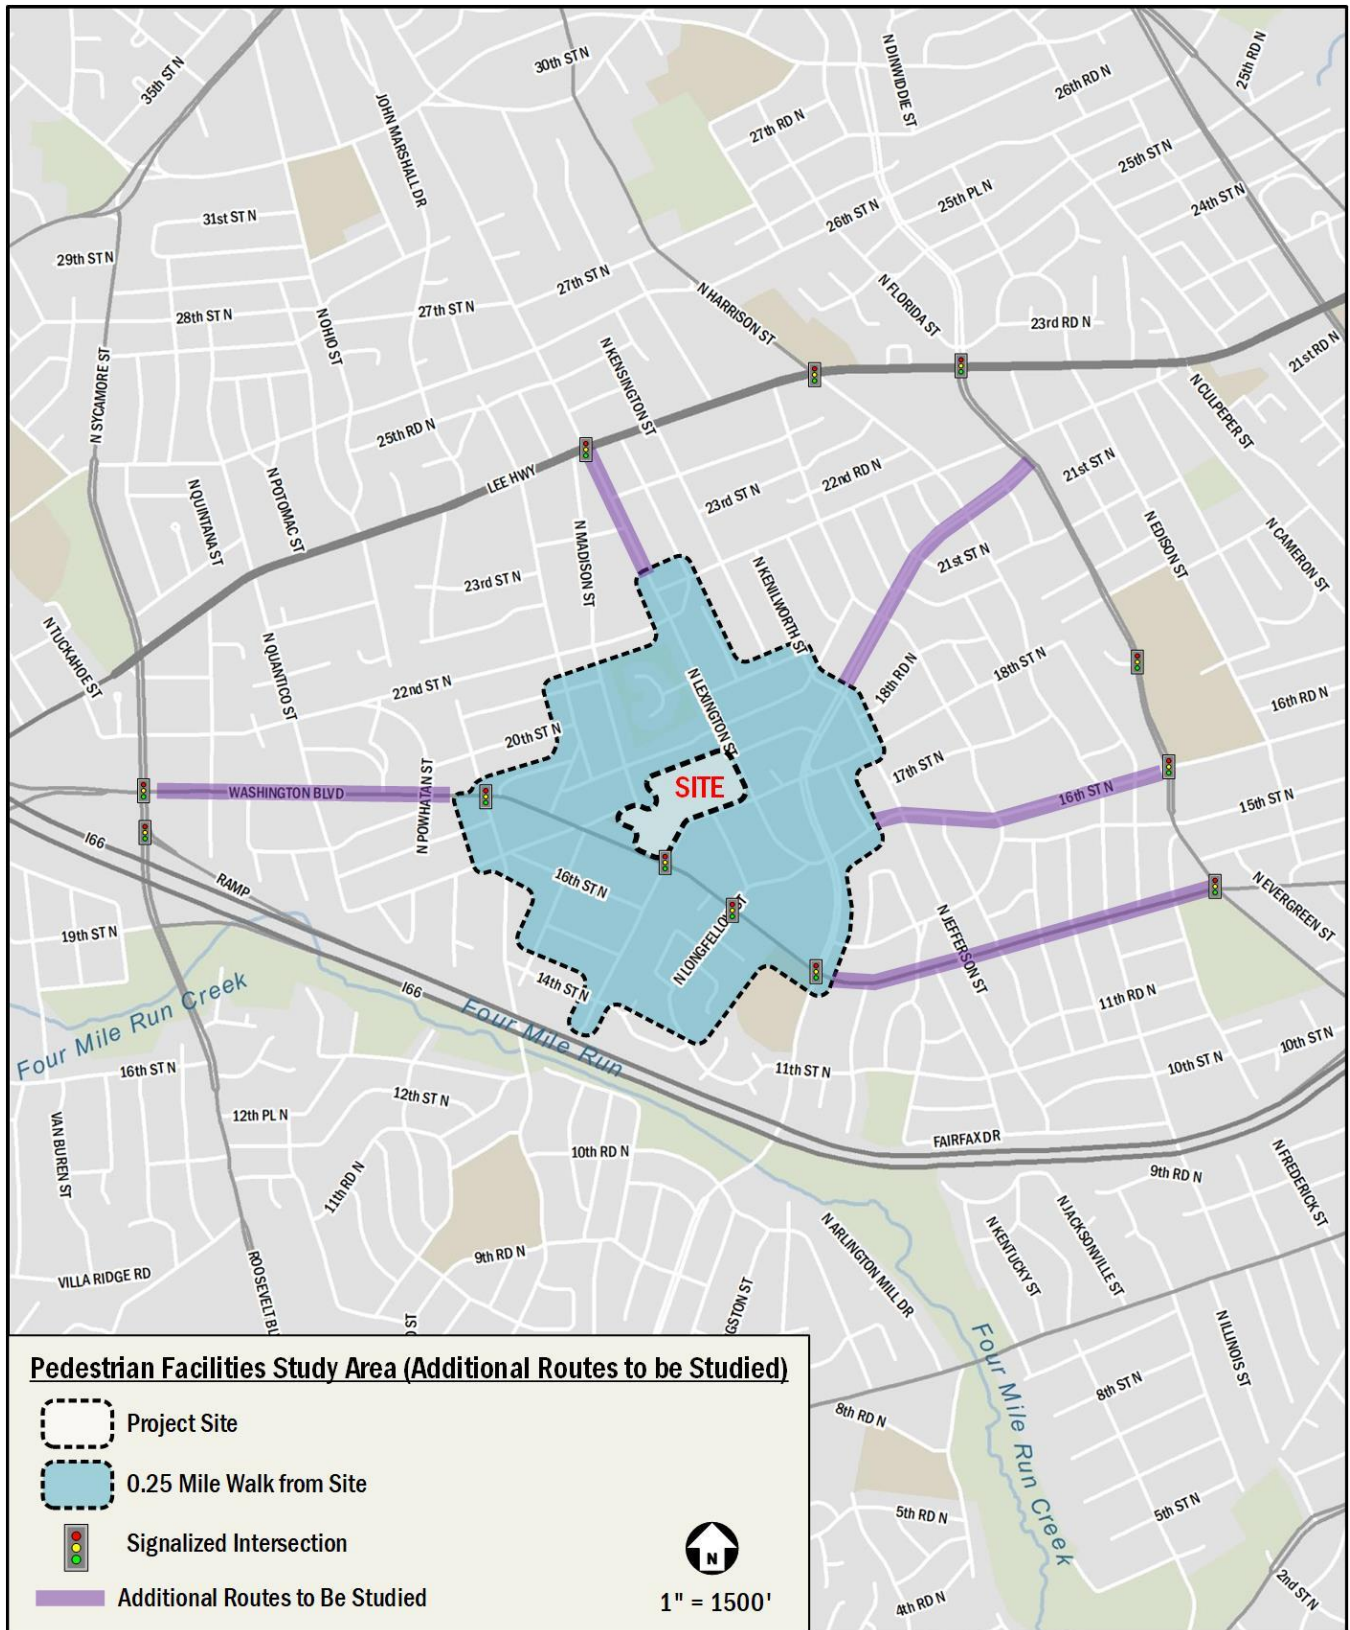 35th ST N
30th ST N
N DINWIDDIE ST
25th RD N
26th RD N
JOHN MARSHALL DR
27th RD N
25th ST N
24th ST N
25th PL N
26th ST N
31st ST N
29th ST N
27th ST N
N FLORIDA ST
N HARRISON ST
28th ST N
N OHIO ST
27th ST N
23rd RD N
21st RD N
N KENSINGTON ST
N SYCAMORE ST
N CULPEPER ST
25th RD N
LEE HWY
22nd RD N
21st ST N
23rd ST N
N QUINTANA ST
N POTOMAC ST
N MADISON ST
N EDISON ST
N CAMERON ST
21st ST N
23rd ST N
N KENILWORTH ST
N TUCKAHOE ST
N QUANTICO ST
22nd ST N
N LEXINGTON ST
18th RD N
18th ST N
16th RD N
20th ST N
17th ST N
SITE
WASHINGTON BLVD
N POWHATAN ST
16th ST N
15th ST N
I66
RAMP
16th ST N
N LONGFELLOW ST
N JEFFERSON ST
N EVERGREEN ST
19th ST N
14th ST N
I66
Four Mile Run Creek
Four Mile Run
11th RD N
10th ST N
10th ST N
16th ST N
11th ST N
12th ST N
12th PL N
VAN BUREN ST
FAIRFAX DR
10th RD N
11th RD N
9th RD N
N FREDERICK ST
N JACKSONVILLE ST
N KENTUCKY ST
N ARLINGTON MILL DR
9th RD N
VILLA RIDGE RD
ROOSEVELT BL
GSTON ST
ST
N ILLINOIS ST
Four Mile Run Creek
8th ST N
8th RD N
5th RD N
5th ST N
4th RD N
2nd ST N
Pedestrian Facilities Study Area (Additional Routes to be Studied)
Project Site
0.25 Mile Walk from Site
Signalized Intersection
Additional Routes to Be Studied
N
1" = 1500'